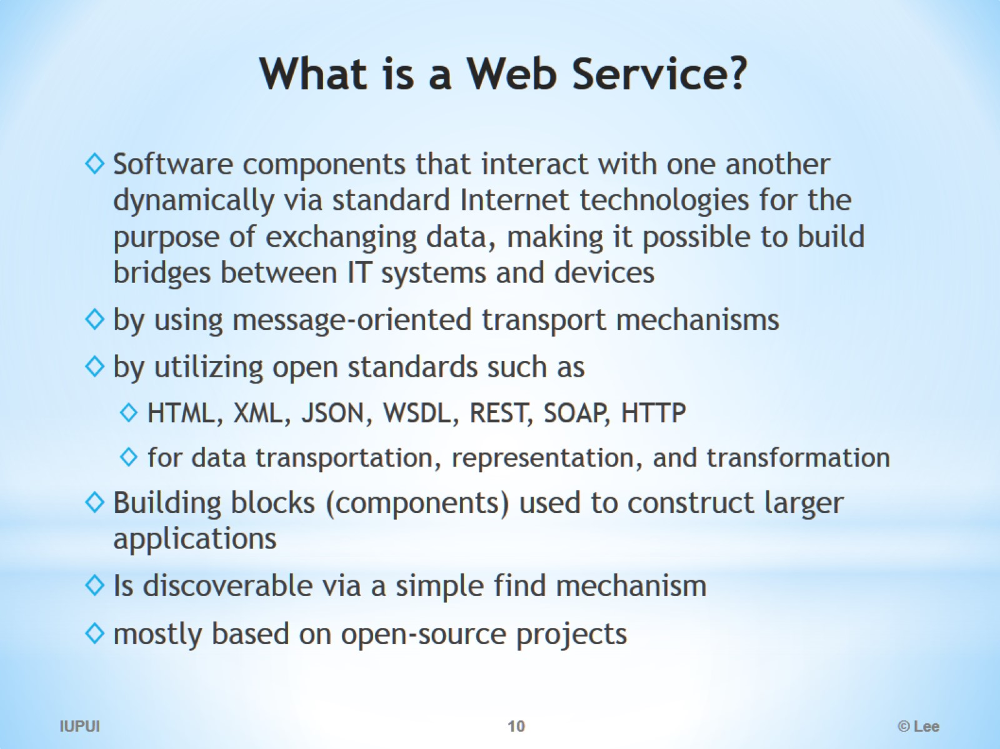 What is a Web Service?
Software components that interact with one another
dynamically via standard Internet technologies for the
purpose of exchanging data, making it possible to build
bridges between IT systems and devices
by using message-oriented transport mechanisms
by utilizing open standards such as
HTML, XML, JSON, WSDL, REST, SOAP, HTTP
for data transportation, representation, and transformation
Building blocks (components) used to construct larger
applications
Is discoverable via a simple find mechanism
mostly based on open-source projects
IUPUI 10 © Lee